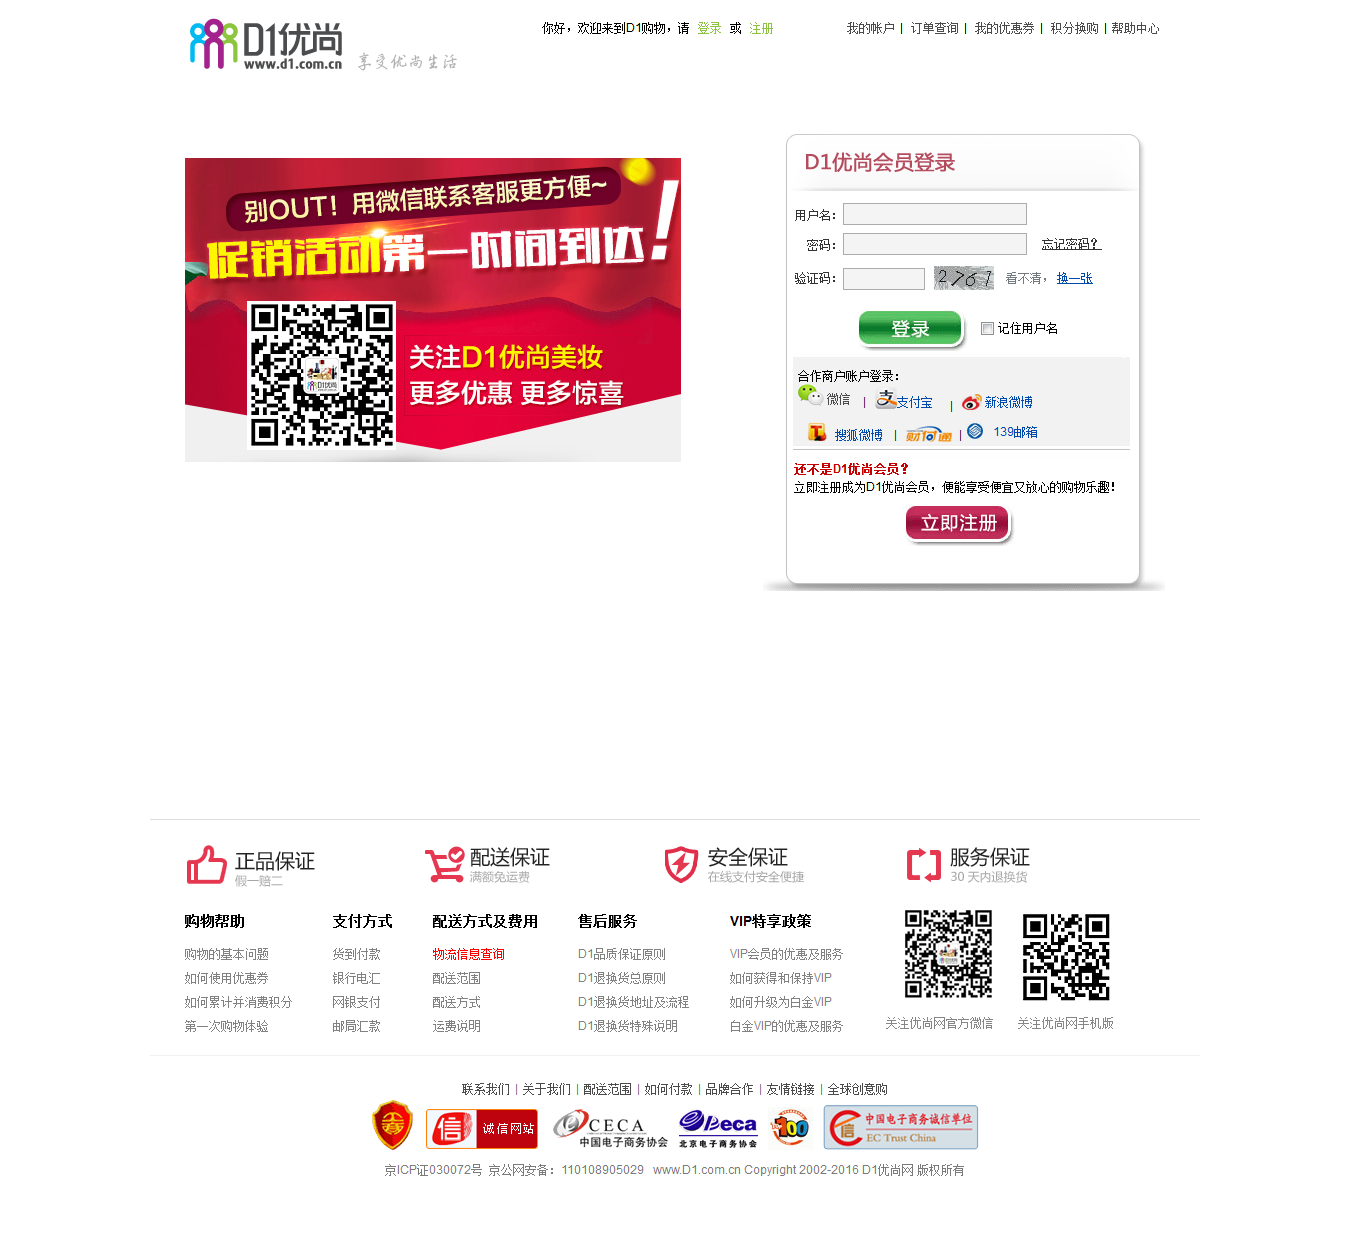 D1优尚
www.d1.com.cn
享受优尚生活
你好，欢迎来到D1购物，请 登录 或 注册
我的帐户 | 订单查询 | 我的优惠券 | 积分换购 | 帮助中心
别OUT！用微信联系客服更方便~
促销活动第一时间到达！
关注D1优尚美妆
更多优惠 更多惊喜
D1优尚
D1优尚会员登录
用户名：
密码： 忘记密码？
验证码： 2767 看不清， 换一张
登录 记住用户名
合作商户账户登录：
微信 | 支付宝 | 新浪微博
搜狐微博 | 财付通 | 139邮箱
还不是D1优尚会员？
立即注册成为D1优尚会员，便能享受便宜又放心的购物乐趣！
立即注册
正品保证
假一赔二
配送保证
满额免运费
安全保证
在线支付安全便捷
服务保证
30 天内退换货
购物帮助
购物的基本问题
如何使用优惠券
如何累计并消费积分
第一次购物体验
支付方式
货到付款
银行电汇
网银支付
邮局汇款
配送方式及费用
物流信息查询
配送范围
配送方式
运费说明
售后服务
D1品质保证原则
D1退换货总原则
D1退换货地址及流程
D1退换货特殊说明
VIP特享政策
VIP会员的优惠及服务
如何获得和保持VIP
如何升级为白金VIP
白金VIP的优惠及服务
关注优尚网官方微信
关注优尚网手机版
联系我们 | 关于我们 | 配送范围 | 如何付款 | 品牌合作 | 友情链接 | 全球创意购
诚信网站
CECA
中国电子商务协会
Beca
北京电子商务协会
100
中国电子商务诚信单位
EC Trust China
京ICP证030072号 京公网安备：110108905029 www.D1.com.cn Copyright 2002-2016 D1优尚网 版权所有